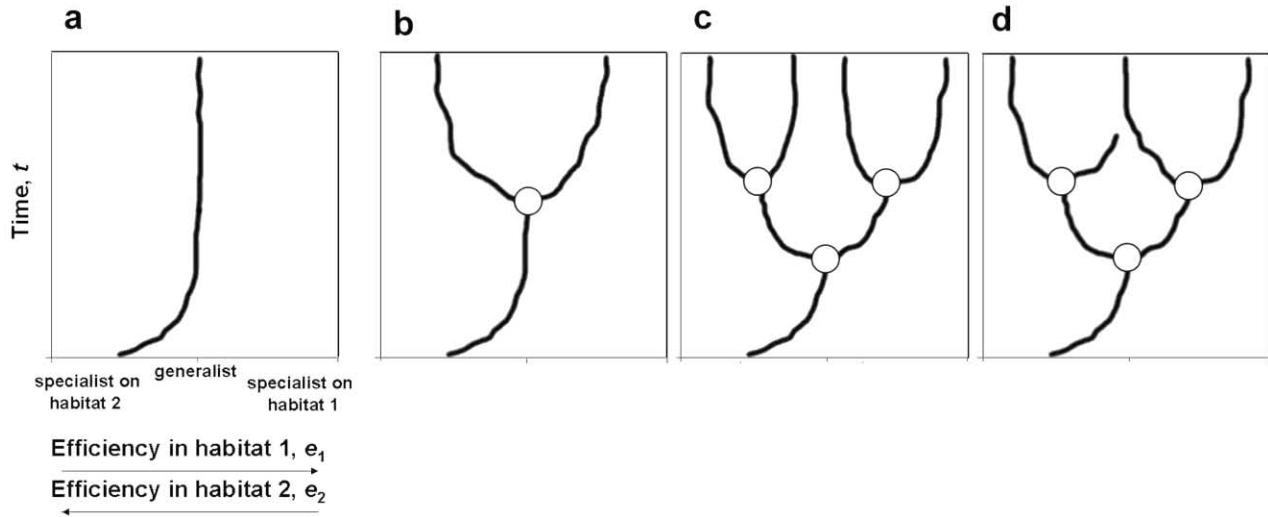 a
b
c
d
Time, t
specialist on
habitat 2
generalist
specialist on
habitat 1
Efficiency in habitat 1, e1
Efficiency in habitat 2, e2